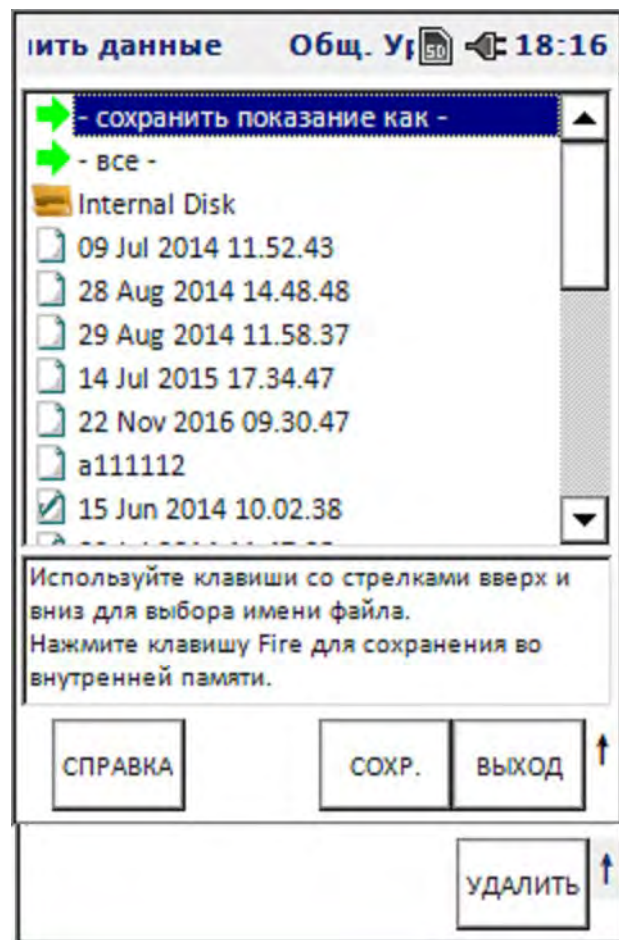 ить данные Общ. Ур SD 18:16
- сохранить показание как -
- все -
Internal Disk
09 Jul 2014 11.52.43
28 Aug 2014 14.48.48
29 Aug 2014 11.58.37
14 Jul 2015 17.34.47
22 Nov 2016 09.30.47
a111112
15 Jun 2014 10.02.38
Используйте клавиши со стрелками вверх и
вниз для выбора имени файла.
Нажмите клавишу Fire для сохранения во
внутренней памяти.
СПРАВКА СОХР. ВЫХОД
УДАЛИТЬ